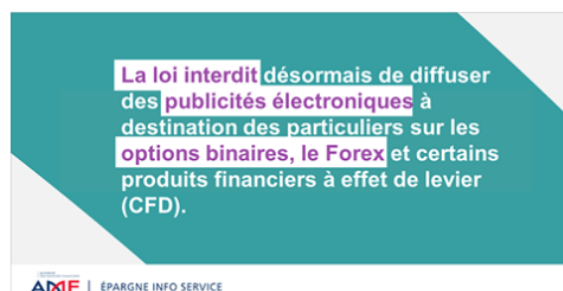 La loi interdit désormais de diffuser
des publicités électroniques à
destination des particuliers sur les
options binaires, le Forex et certains
produits financiers à effet de levier
(CFD).
AMF | ÉPARGNE INFO SERVICE